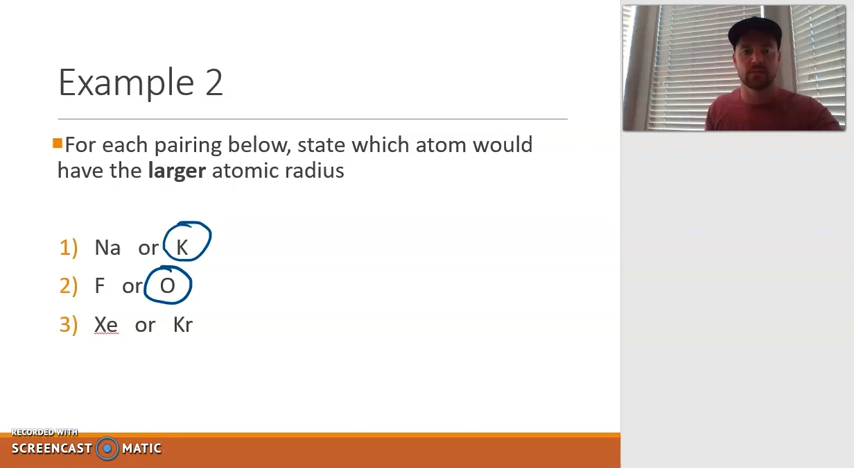 Example 2
For each pairing below, state which atom would
have the larger atomic radius
1) Na or K
2) F or O
3) Xe or Kr
RECORDED WITH
SCREENCAST MATIC